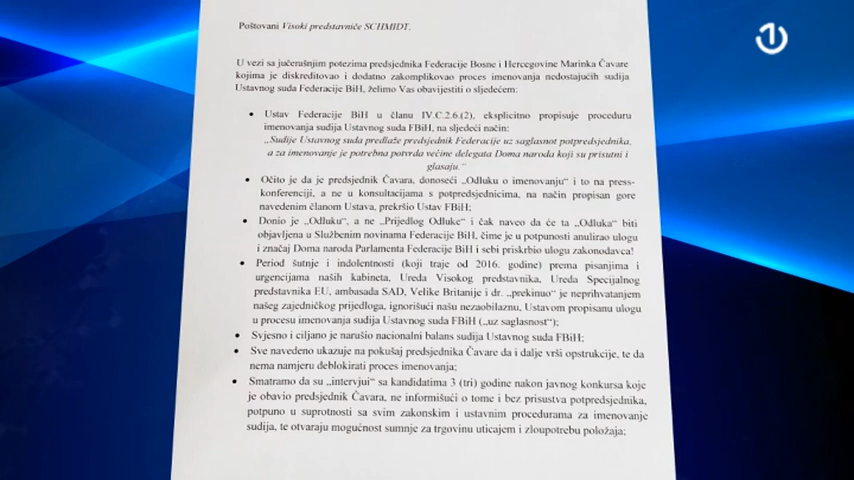 Poštovani Visoki predstavniče SCHMIDT,
U vezi sa jučerašnjim potezima predsjednika Federacije Bosne i Hercegovine Marinka Čavare
kojima je diskreditovao i dodatno zakomplikovao proces imenovanja nedostajućih sudija
Ustavnog suda Federacije BiH, želimo Vas obavijestiti o sljedećem:
• Ustav Federacije BiH u članu IV.C.2.6.(2), eksplicitno propisuje proceduru
imenovanja sudija Ustavnog suda FBiH, na sljedeći način:
„Sudije Ustavnog suda predlaže predsjednik Federacije uz saglasnost potpredsjednika,
a za imenovanje je potrebna potvrda većine delegata Doma naroda koji su prisutni i
glasaju."
• Očito je da je predsjednik Čavara, donoseći „Odluku o imenovanju" i to na press-
konferenciji, a ne u konsultacijama s potpredsjednicima, na način propisan gore
navedenim članom Ustava, prekršio Ustav FBiH;
• Donio je „Odluku", a ne „Prijedlog Odluke" i čak naveo da će ta „Odluka" biti
objavljena u Službenim novinama Federacije BiH, čime je u potpunosti anulirao ulogu
i značaj Doma naroda Parlamenta Federacije BiH i sebi priskrbio ulogu zakonodavca!
• Period šutnje i indolentnosti (koji traje od 2016. godine) prema pisanjima i
urgencijama naših kabineta, Ureda Visokog predstavnika, Ureda Specijalnog
predstavnika EU, ambasada SAD, Velike Britanije i dr. „prekinuo" je neprihvatanjem
našeg zajedničkog prijedloga, ignorišući našu nezaobilaznu, Ustavom propisanu ulogu
u procesu imenovanja sudija Ustavnog suda FBiH („uz saglasnost");
• Svjesno i ciljano je narušio nacionalni balans sudija Ustavnog suda FBiH;
• Sve navedeno ukazuje na pokušaj predsjednika Čavare da i dalje vrši opstrukcije, te da
nema namjeru deblokirati proces imenovanja;
• Smatramo da su „intervjui" sa kandidatima 3 (tri) godine nakon javnog konkursa koje
je obavio predsjednik Čavara, ne informišući o tome i bez prisustva potpredsjednika,
potpuno u suprotnosti sa svim zakonskim i ustavnim procedurama za imenovanje
sudija, te otvaraju mogućnost sumnje za trgovinu uticajem i zloupotrebu položaja;